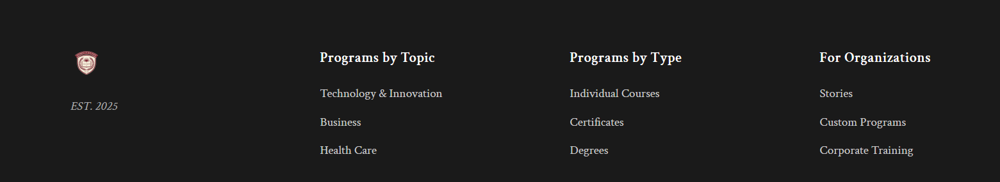 EST. 2025
Programs by Topic
Technology & Innovation
Business
Health Care
Programs by Type
Individual Courses
Certificates
Degrees
For Organizations
Stories
Custom Programs
Corporate Training